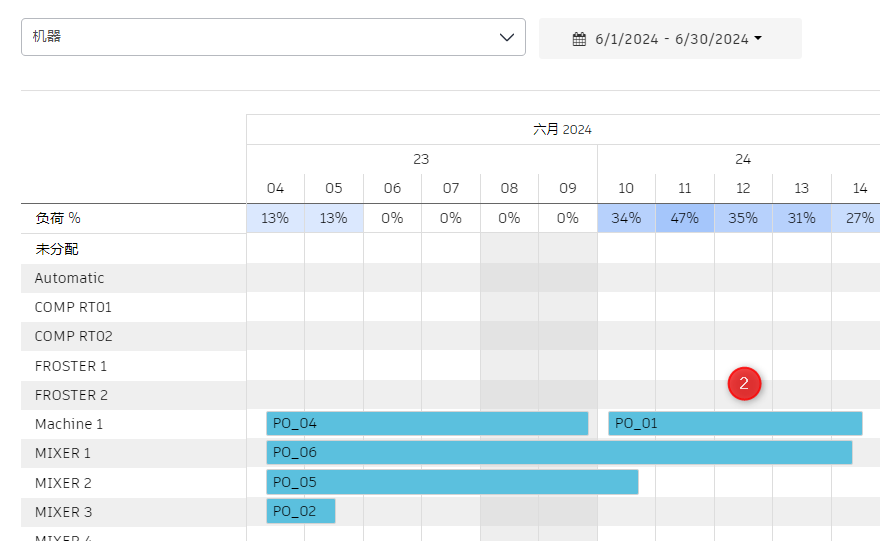 机器
6/1/2024 - 6/30/2024
六月 2024
23 24
04 05 06 07 08 09 10 11 12 13 14
负荷 % 13% 13% 0% 0% 0% 0% 34% 47% 35% 31% 27%
未分配
Automatic
COMP RT01
COMP RT02
FROSTER 1
FROSTER 2
2
Machine 1 PO_04 PO_01
MIXER 1 PO_06
MIXER 2 PO_05
MIXER 3 PO_02
MIXER 4